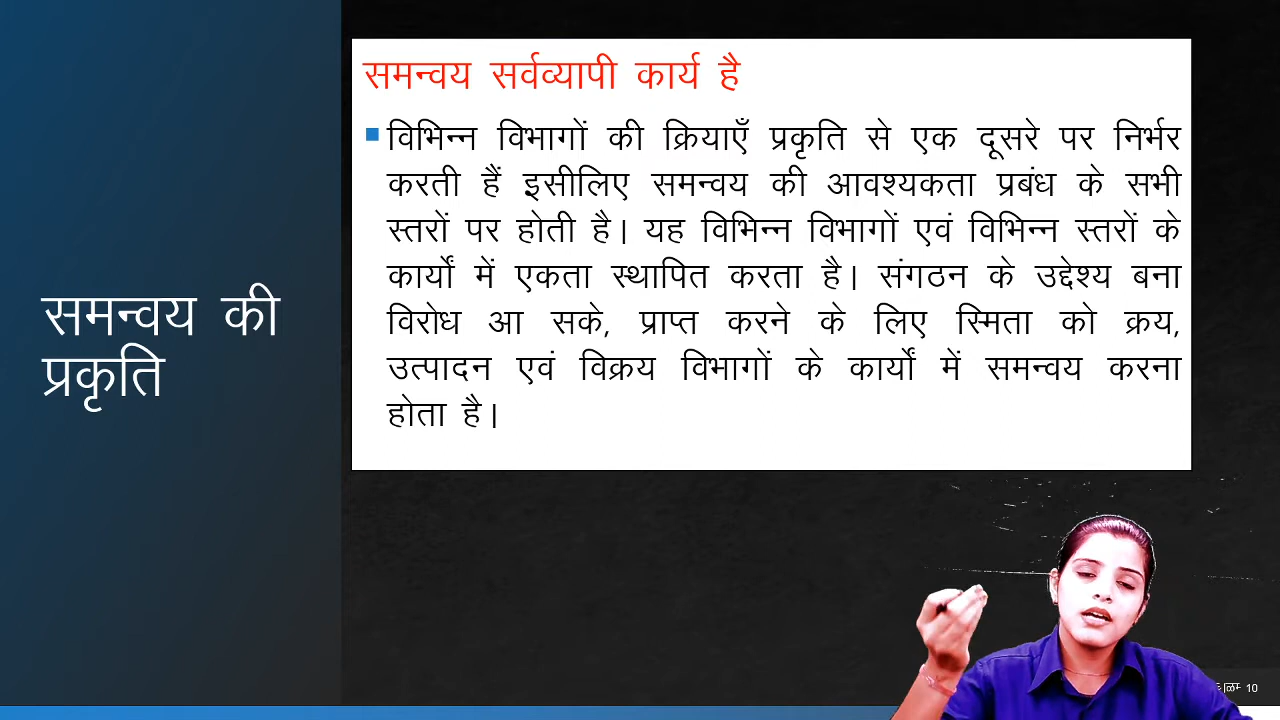 समन्वय की
प्रकृति
समन्वय सर्वव्यापी कार्य है
विभिन्न विभागों की क्रियाएँ प्रकृति से एक दूसरे पर निर्भर
करती हैं इसीलिए समन्वय की आवश्यकता प्रबंध के सभी
स्तरों पर होती है। यह विभिन्न विभागों एवं विभिन्न स्तरों के
कार्यों में एकता स्थापित करता है। संगठन के उद्देश्य बना
विरोध आ सके, प्राप्त करने के लिए स्मिता को क्रय,
उत्पादन एवं विक्रय विभागों के कार्यों में समन्वय करना
होता है।
10